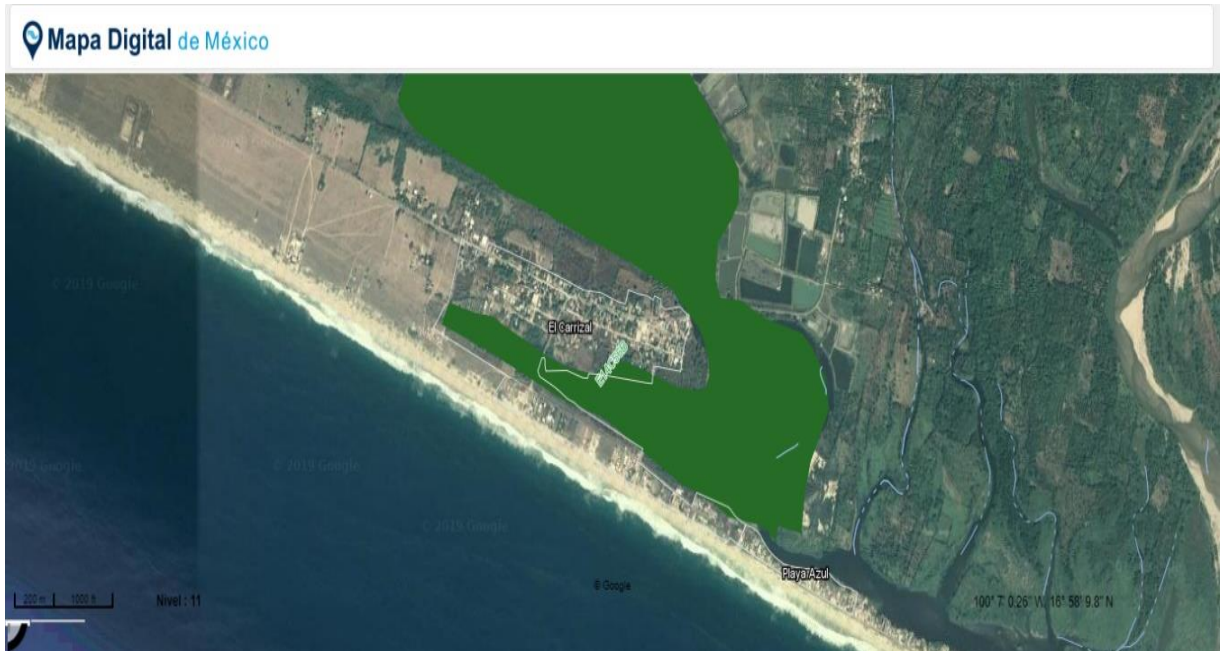 Mapa Digital de México
© 2019 Google
El Carrizal
© 2019 Google
2019 Google
© 2019 Google
Playa Azul
© Google
200 m 1000 ft
Nivel : 11
100° 7' 0.26" W, 16° 58' 9.8" N